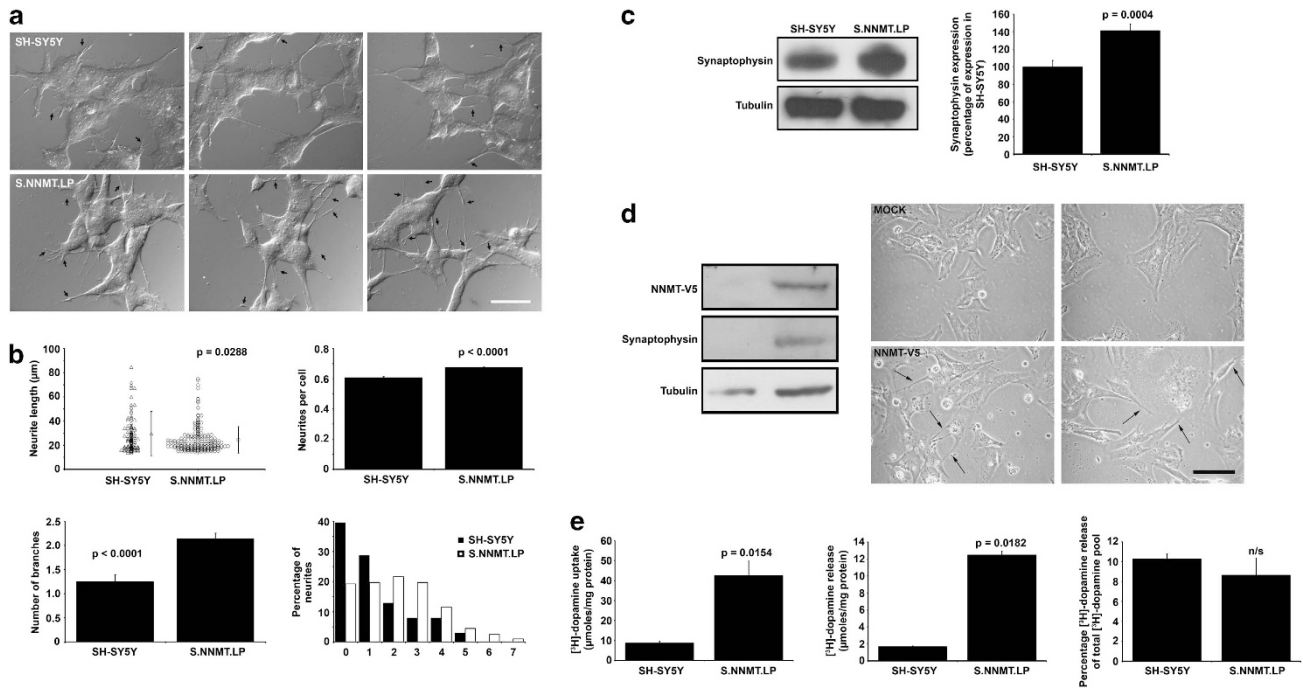 a
SH-SY5Y
S.NNMT.LP
b
Neurite length (µm)
100
80
60
40
20
0
p = 0.0288
SH-SY5Y
S.NNMT.LP
Neurites per cell
0.8
0.6
0.4
0.2
0
p < 0.0001
SH-SY5Y
S.NNMT.LP
Number of branches
2.5
2.0
1.5
1.0
0.5
0
p < 0.0001
SH-SY5Y
S.NNMT.LP
Percentage of
neurites
40
30
20
10
0
SH-SY5Y
S.NNMT.LP
0 1 2 3 4 5 6 7
c
SH-SY5Y S.NNMT.LP
Synaptophysin
Tubulin
Synaptophysin expression
(percentage of expression in
SH-SY5Y)
160
140
120
100
80
60
40
20
0
p = 0.0004
SH-SY5Y
S.NNMT.LP
d
NNMT-V5
Synaptophysin
Tubulin
MOCK
NNMT-V5
e
[³H]-dopamine uptake
(µmoles/mg protein)
60
50
40
30
20
10
0
p = 0.0154
SH-SY5Y
S.NNMT.LP
[³H]-dopamine release
(µmoles/mg protein)
14
12
10
8
6
4
2
0
p = 0.0182
SH-SY5Y
S.NNMT.LP
Percentage [³H]-dopamine release
of total [³H]-dopamine pool
12
10
8
6
4
2
0
n/s
SH-SY5Y
S.NNMT.LP